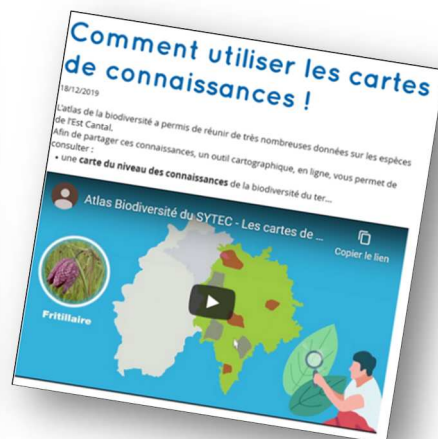 Comment utiliser les cartes
de connaissances !
18/12/2019
L'atlas de la biodiversité a permis de réunir de très nombreuses données sur les espèces
de l'Est Cantal.
Afin de partager ces connaissances, un outil cartographique, en ligne, vous permet de
consulter :
• une carte du niveau des connaissances de la biodiversité du ter...
Atlas Biodiversité du SYTEC - Les cartes de ...
Copier le lien
Fritillaire